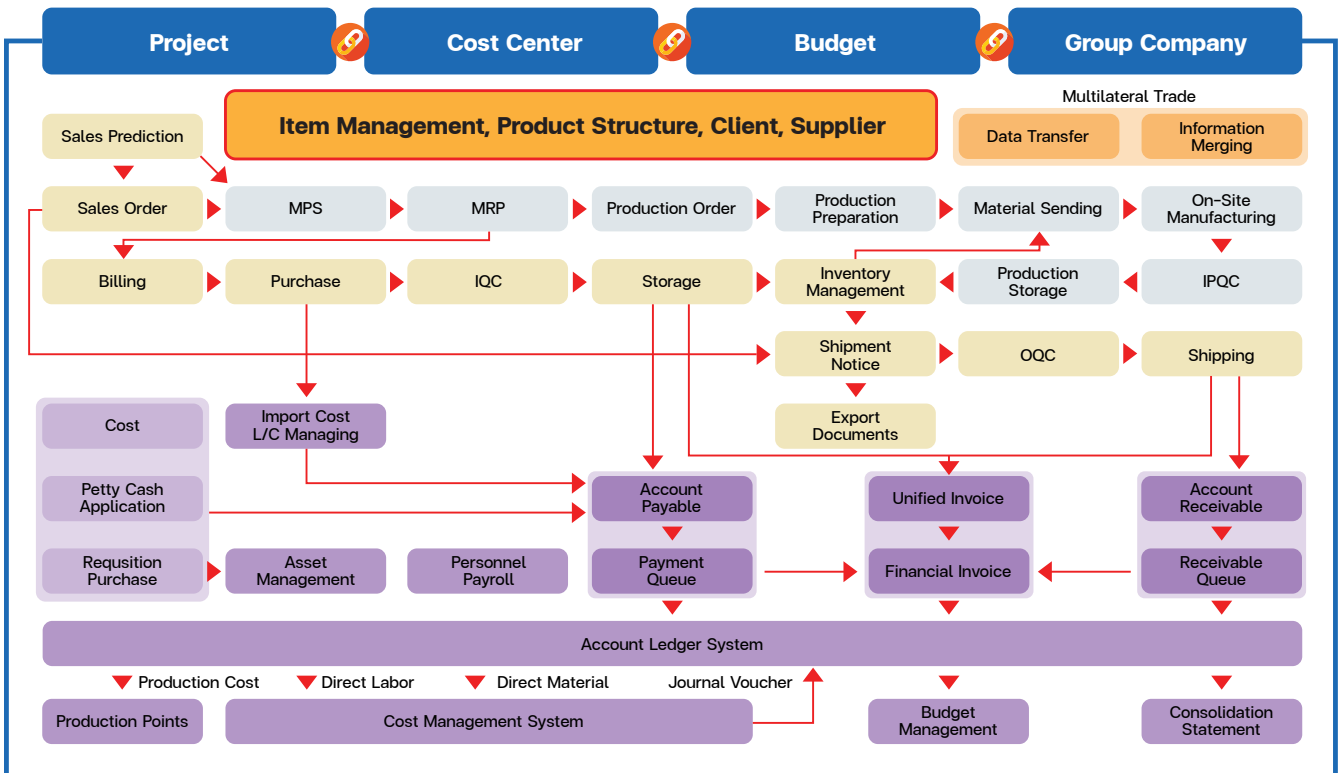 Project
Cost Center
Budget
Group Company
Multilateral Trade
Item Management, Product Structure, Client, Supplier
Sales Prediction
Data Transfer
Information
Merging
Sales Order
MPS
MRP
Production Order
Production
Preparation
Material Sending
On-Site
Manufacturing
Billing
Purchase
IQC
Storage
Inventory
Management
Production
Storage
IPQC
Shipment
Notice
OQC
Shipping
Cost
Import Cost
L/C Managing
Export
Documents
Petty Cash
Application
Account
Payable
Unified Invoice
Account
Receivable
Requsition
Purchase
Asset
Management
Personnel
Payroll
Payment
Queue
Financial Invoice
Receivable
Queue
Account Ledger System
Production Cost
Direct Labor
Direct Material
Journal Voucher
Production Points
Cost Management System
Budget
Management
Consolidation
Statement